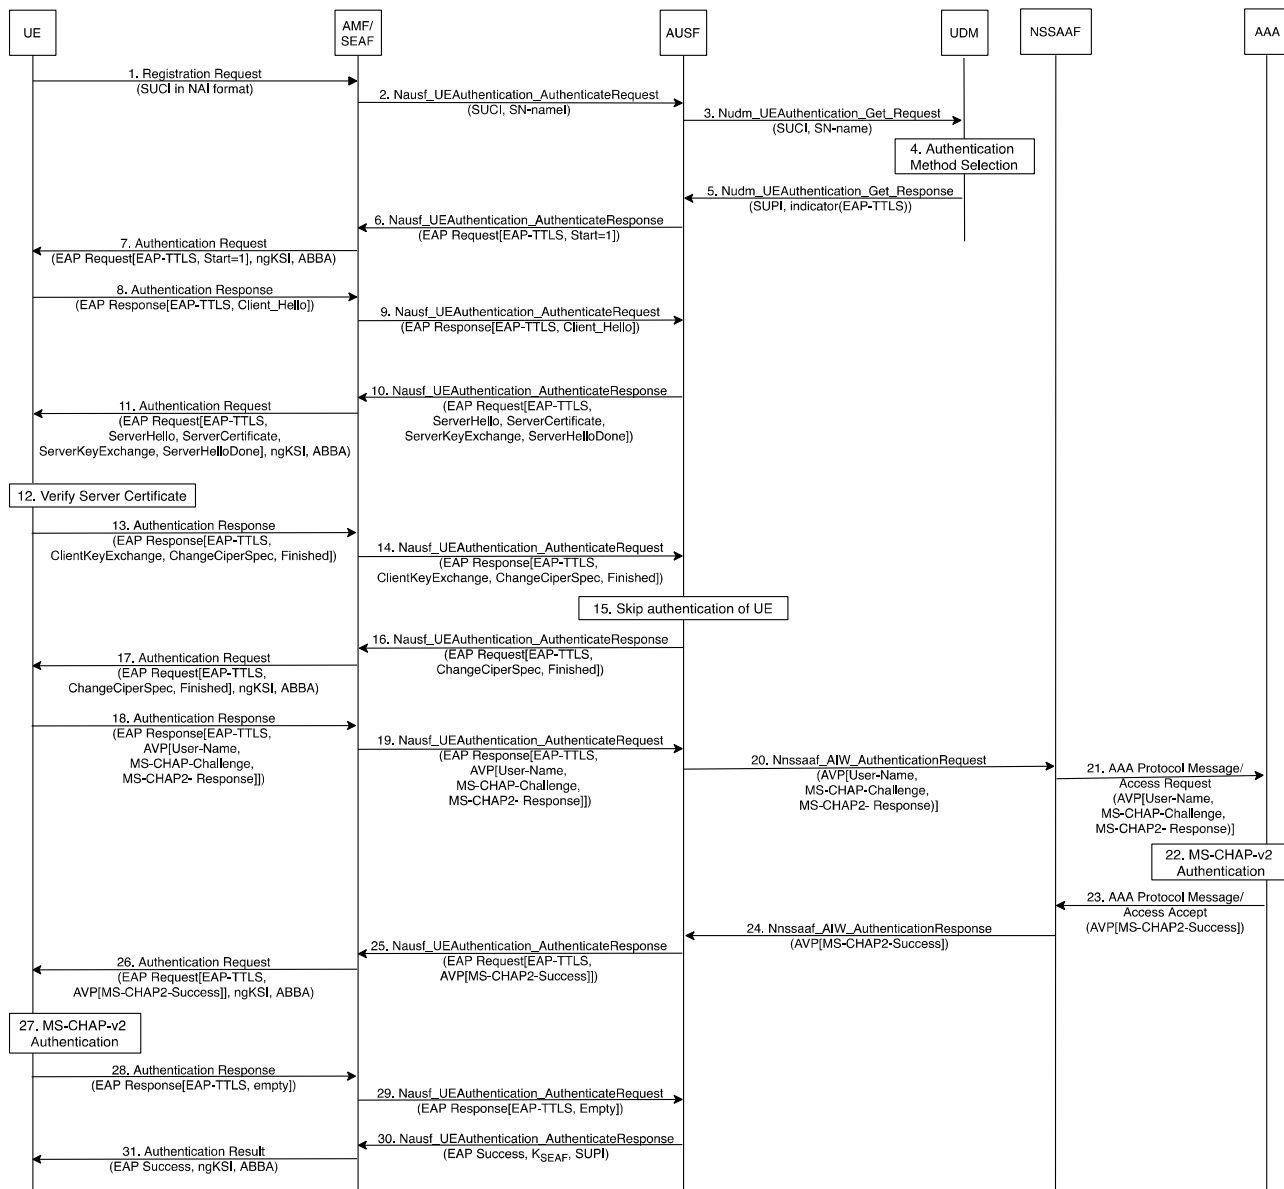 UE
AMF/
SEAF
AUSF
UDM
NSSAAF
AAA
1. Registration Request
(SUCI in NAI format)
2. Nausf_UEAuthentication_AuthenticateRequest
(SUCI, SN-namel)
3. Nudm_UEAuthentication_Get_Request
(SUCI, SN-name)
4. Authentication
Method Selection
5. Nudm_UEAuthentication_Get_Response
(SUPI, indicator(EAP-TTLS))
6. Nausf_UEAuthentication_AuthenticateResponse
(EAP Request[EAP-TTLS, Start=1])
7. Authentication Request
(EAP Request[EAP-TTLS, Start=1], ngKSI, ABBA)
8. Authentication Response
(EAP Response[EAP-TTLS, Client_Hello])
9. Nausf_UEAuthentication_AuthenticateRequest
(EAP Response[EAP-TTLS, Client_Hello])
10. Nausf_UEAuthentication_AuthenticateResponse
(EAP Request[EAP-TTLS,
ServerHello, ServerCertificate,
ServerKeyExchange, ServerHelloDone])
11. Authentication Request
(EAP Request[EAP-TTLS,
ServerHello, ServerCertificate,
ServerKeyExchange, ServerHelloDone], ngKSI, ABBA)
12. Verify Server Certificate
13. Authentication Response
(EAP Response[EAP-TTLS,
ClientKeyExchange, ChangeCiperSpec, Finished])
14. Nausf_UEAuthentication_AuthenticateRequest
(EAP Response[EAP-TTLS,
ClientKeyExchange, ChangeCiperSpec, Finished])
15. Skip authentication of UE
16. Nausf_UEAuthentication_AuthenticateResponse
(EAP Request[EAP-TTLS,
ChangeCiperSpec, Finished])
17. Authentication Request
(EAP Request[EAP-TTLS,
ChangeCiperSpec, Finished], ngKSI, ABBA)
18. Authentication Response
(EAP Response[EAP-TTLS,
AVP[User-Name,
MS-CHAP-Challenge,
MS-CHAP2- Response]])
19. Nausf_UEAuthentication_AuthenticateRequest
(EAP Response[EAP-TTLS,
AVP[User-Name,
MS-CHAP-Challenge,
MS-CHAP2- Response]])
20. Nnssaaf_AIW_AuthenticationRequest
(AVP[User-Name,
MS-CHAP-Challenge,
MS-CHAP2- Response)]
21. AAA Protocol Message/
Access Request
(AVP[User-Name,
MS-CHAP-Challenge,
MS-CHAP2- Response)]
22. MS-CHAP-v2
Authentication
23. AAA Protocol Message/
Access Accept
(AVP[MS-CHAP2-Success])
24. Nnssaaf_AIW_AuthenticationResponse
(AVP[MS-CHAP2-Success])
25. Nausf_UEAuthentication_AuthenticateResponse
(EAP Request[EAP-TTLS,
AVP[MS-CHAP2-Success]])
26. Authentication Request
(EAP Request[EAP-TTLS,
AVP[MS-CHAP2-Success]], ngKSI, ABBA)
27. MS-CHAP-v2
Authentication
28. Authentication Response
(EAP Response[EAP-TTLS, empty])
29. Nausf_UEAuthentication_AuthenticateRequest
(EAP Response[EAP-TTLS, Empty])
30. Nausf_UEAuthentication_AuthenticateResponse
(EAP Success, KSEAF, SUPI)
31. Authentication Result
(EAP Success, ngKSI, ABBA)